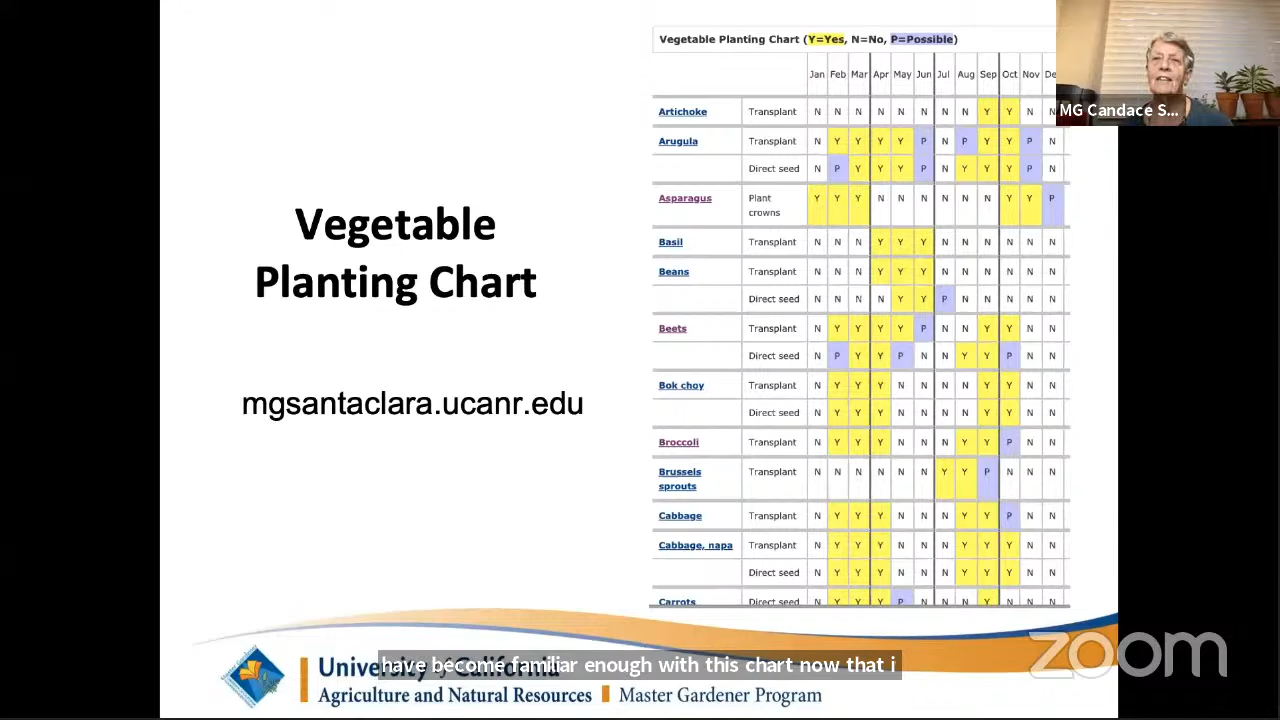 Vegetable
Planting Chart
mgsantaclara.ucanr.edu
Vegetable Planting Chart (Y=Yes, N=No, P=Possible)
Jan Feb Mar Apr May Jun Jul Aug Sep Oct Nov De
Artichoke Transplant N N N N N N N N Y Y N N
Arugula Transplant N Y Y Y Y P N P Y Y P N
Direct seed N P Y Y Y P N Y Y Y P N
Asparagus Plant crowns Y Y Y N N N N N N Y Y P
Basil Transplant N N N Y Y Y N N N N N N
Beans Transplant N N N Y Y Y N N N N N N
Direct seed N N N N Y Y P N N N N N
Beets Transplant N Y Y Y Y P N N Y Y N N
Direct seed N P Y Y P N N Y Y P N N
Bok choy Transplant N Y Y Y N N N N Y Y N N
Direct seed N Y Y Y N N N N Y Y N N
Broccoli Transplant N Y Y Y N N N Y Y P N N
Brussels sprouts Transplant N N N N N N Y Y P N N N
Cabbage Transplant N Y Y Y N N N Y Y P N N
Cabbage, napa Transplant N Y Y Y N N N Y Y Y N N
Direct seed N Y Y Y N N N Y Y Y N N
Carrots Direct seed N Y Y Y P N N N Y N N N
MG Candace S...
have become familiar enough with this chart now that i
University of California
Agriculture and Natural Resources Master Gardener Program
zoom